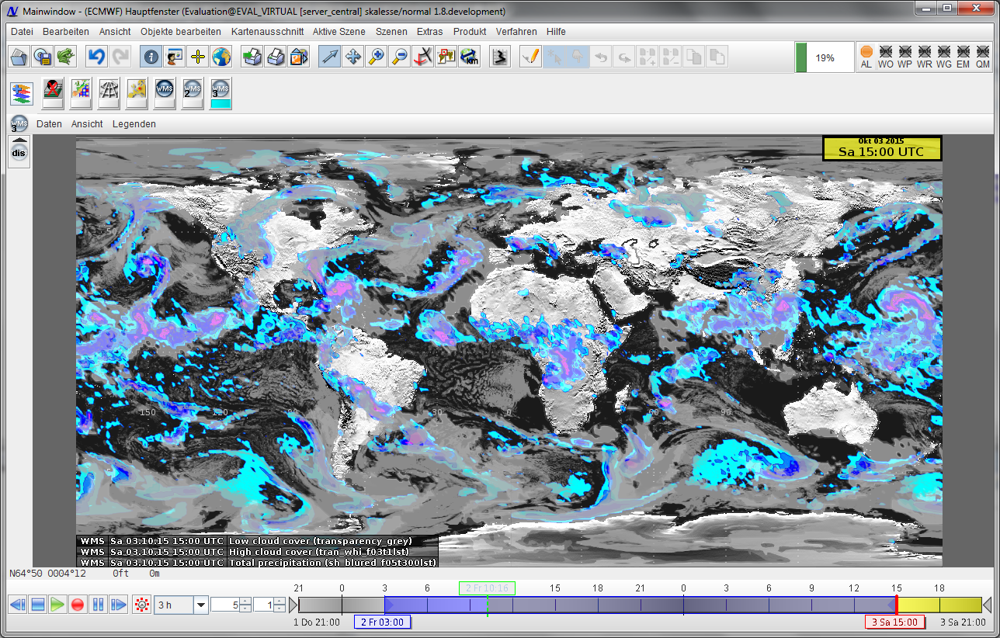 Mainwindow - (ECMWF) Hauptfenster (Evaluation@EVAL_VIRTUAL [server_central] skalesse/normal 1.8.development)
Datei Bearbeiten Ansicht Objekte bearbeiten Kartenausschnitt Aktive Szene Szenen Extras Produkt Verfahren Hilfe
km
19%
AL WO WP WR WG EM QM
WMS WMS 2 WMS 3
WMS 3 Daten Ansicht Legenden
dis
Okt 03 2015
Sa 15:00 UTC
50
150 120 90 30 0 60 90
WMS Sa 03.10.15 15:00 UTC Low cloud cover (transparency_grey)
WMS Sa 03.10.15 15:00 UTC High cloud cover (tran_whi_f03t1lst)
WMS Sa 03.10.15 15:00 UTC Total precipitation (sh_blured_f05t300lst)
N64°50 O004°12 0ft 0m
21 0 3 6 2 Fr 10:16 15 18 21 0 3 6 9 12 15 18
3 h 5 1
1 Do 21:00 2 Fr 03:00 3 Sa 15:00 3 Sa 21:00